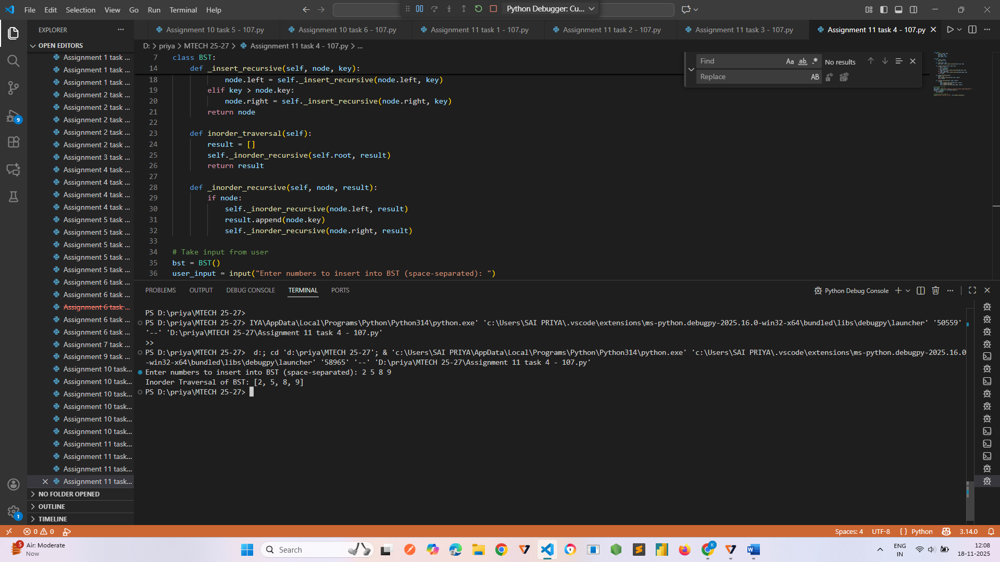 File Edit Selection View Go Run Terminal Help
Python Debugger: Cu...
EXPLORER
Assignment 10 task 5 - 107.py
Assignment 10 task 6 - 107.py
Assignment 11 task 1 - 107.py
Assignment 11 task 2 - 107.py
Assignment 11 task 3 - 107.py
Assignment 11 task 4 - 107.py
OPEN EDITORS
Assignment 1 task ...
Assignment 1 task ...
Assignment 1 task ...
Assignment 2 task ...
Assignment 2 task ...
Assignment 2 task ...
Assignment 2 task ...
Assignment 2 task ...
Assignment 3 task ...
Assignment 4 task ...
Assignment 4 task ...
Assignment 4 task ...
Assignment 4 task ...
Assignment 5 task ...
Assignment 5 task ...
Assignment 5 task ...
Assignment 5 task ...
Assignment 5 task ...
Assignment 6 task ...
Assignment 6 task ...
Assignment 6 task ...
Assignment 6 task ...
Assignment 6 task ...
Assignment 7 task ...
Assignment 9 task ...
Assignment 10 task...
Assignment 10 task...
Assignment 10 task...
Assignment 10 task...
Assignment 10 task...
Assignment 10 task...
Assignment 11 task...
Assignment 11 task...
Assignment 11 task...
Assignment 11 task...
NO FOLDER OPENED
OUTLINE
TIMELINE
9
1
D: > priya > MTECH 25-27 > Assignment 11 task 4 - 107.py > ...
7 class BST:
14 def _insert_recursive(self, node, key):
18 node.left = self._insert_recursive(node.left, key)
19 elif key > node.key:
20 node.right = self._insert_recursive(node.right, key)
21 return node
22
23 def inorder_traversal(self):
24 result = []
25 self._inorder_recursive(self.root, result)
26 return result
27
28 def _inorder_recursive(self, node, result):
29 if node:
30 self._inorder_recursive(node.left, result)
31 result.append(node.key)
32 self._inorder_recursive(node.right, result)
33
34 # Take input from user
35 bst = BST()
36 user_input = input("Enter numbers to insert into BST (space-separated): ")
Find Aa ab .* No results
Replace AB
PROBLEMS OUTPUT DEBUG CONSOLE TERMINAL PORTS
Python Debug Console
PS D:\priya\MTECH 25-27>
PS D:\priya\MTECH 25-27> IYA\AppData\Local\Programs\Python\Python314\python.exe' 'c:\Users\SAI PRIYA\.vscode\extensions\ms-python.debugpy-2025.16.0-win32-x64\bundled\libs\debugpy\launcher' '50559'
'--' 'D:\priya\MTECH 25-27\Assignment 11 task 4 - 107.py'
>>
PS D:\priya\MTECH 25-27> d:; cd 'd:\priya\MTECH 25-27'; & 'c:\Users\SAI PRIYA\AppData\Local\Programs\Python\Python314\python.exe' 'c:\Users\SAI PRIYA\.vscode\extensions\ms-python.debugpy-2025.16.0
-win32-x64\bundled\libs\debugpy\launcher' '58965' '--' 'D:\priya\MTECH 25-27\Assignment 11 task 4 - 107.py'
Enter numbers to insert into BST (space-separated): 2 5 8 9
Inorder Traversal of BST: [2, 5, 8, 9]
PS D:\priya\MTECH 25-27>
0 0
Spaces: 4 UTF-8 { } Python 3.14.0
5
Air: Moderate
Now
Search
K
ENG
IN
12:08
18-11-2025